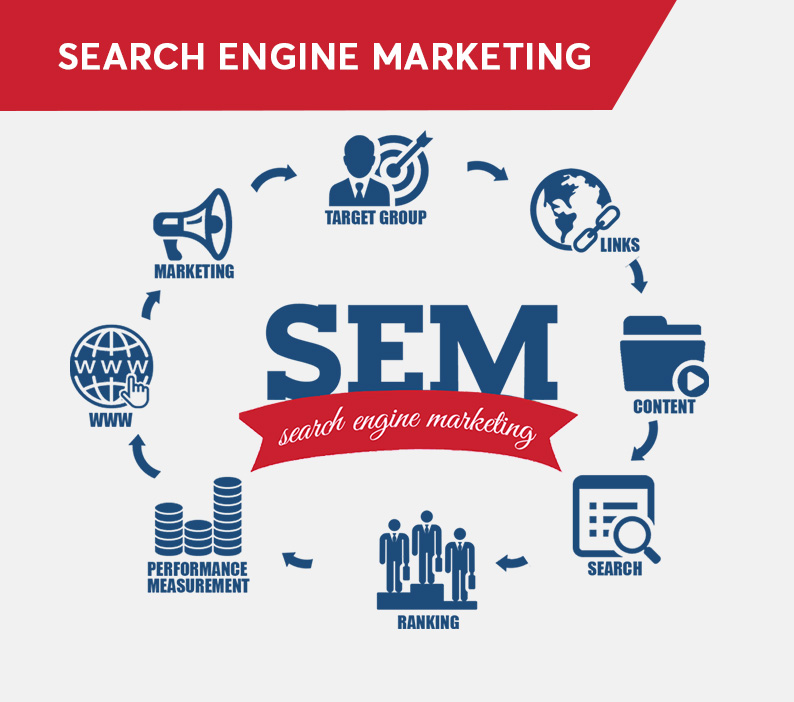 SEARCH ENGINE MARKETING
TARGET GROUP
LINKS
MARKETING
SEM
search engine marketing
WWW
WWW
CONTENT
SEARCH
PERFORMANCE
MEASUREMENT
RANKING